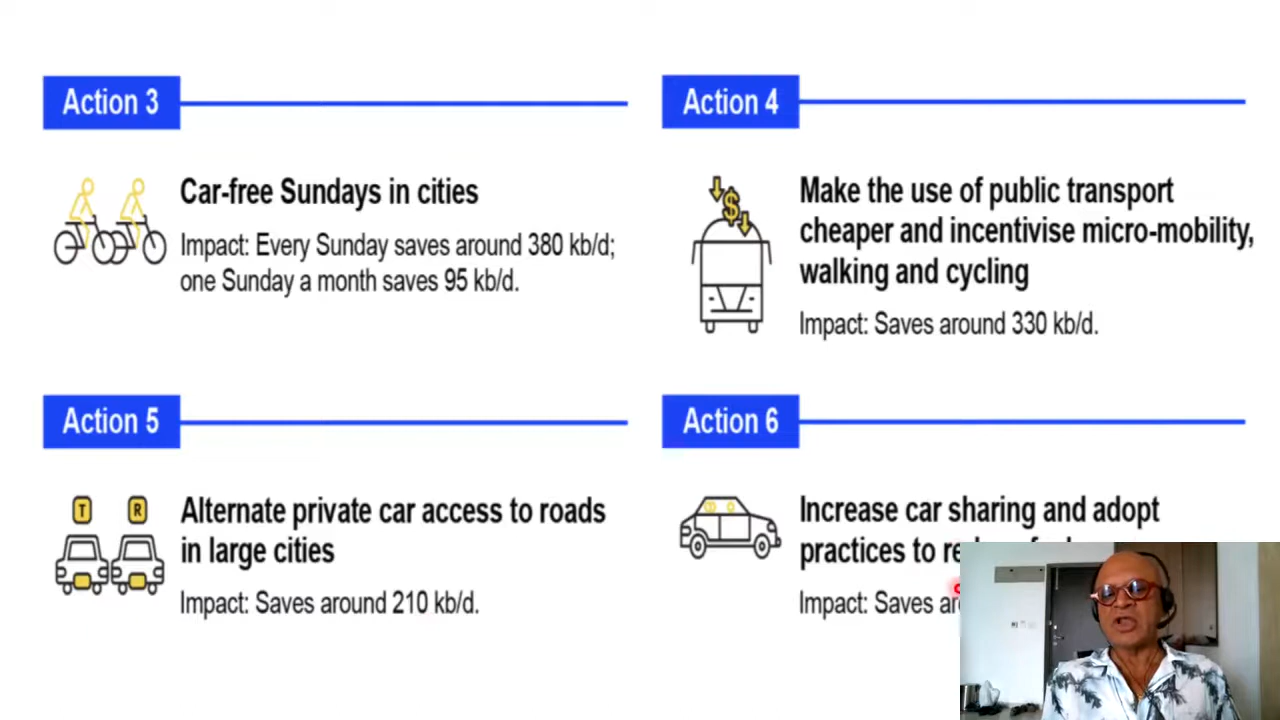 Action 3
Car-free Sundays in cities
Impact: Every Sunday saves around 380 kb/d;
one Sunday a month saves 95 kb/d.
Action 4
$
Make the use of public transport
cheaper and incentivise micro-mobility,
walking and cycling
Impact: Saves around 330 kb/d.
Action 5
T R
Alternate private car access to roads
in large cities
Impact: Saves around 210 kb/d.
Action 6
Increase car sharing and adopt
practices to
Impact: Saves